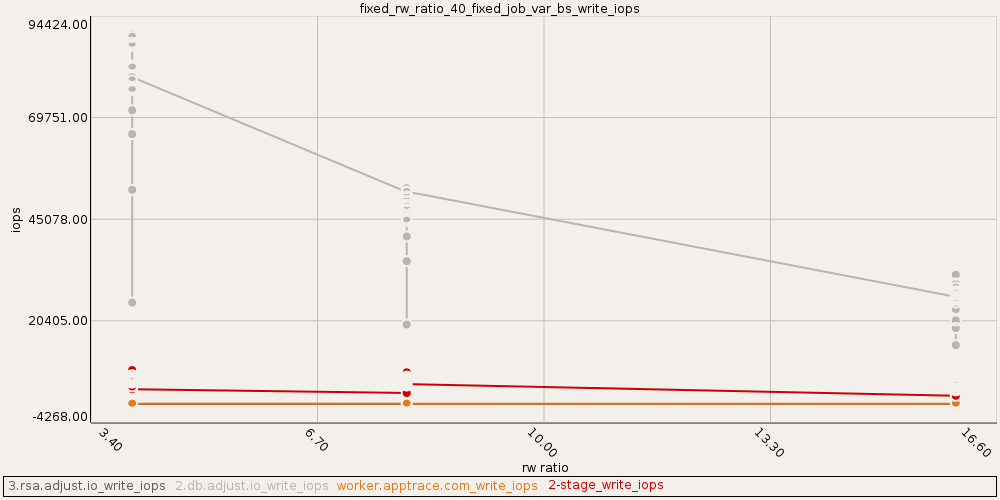 fixed_rw_ratio_40_fixed_job_var_bs_write_iops
94424.00
69751.00
45078.00
20405.00
-4268.00
iops
3.40
6.70
10.00
13.30
16.60
rw ratio
3.rsa.adjust.io_write_iops 2.db.adjust.io_write_iops worker.apptrace.com_write_iops 2-stage_write_iops